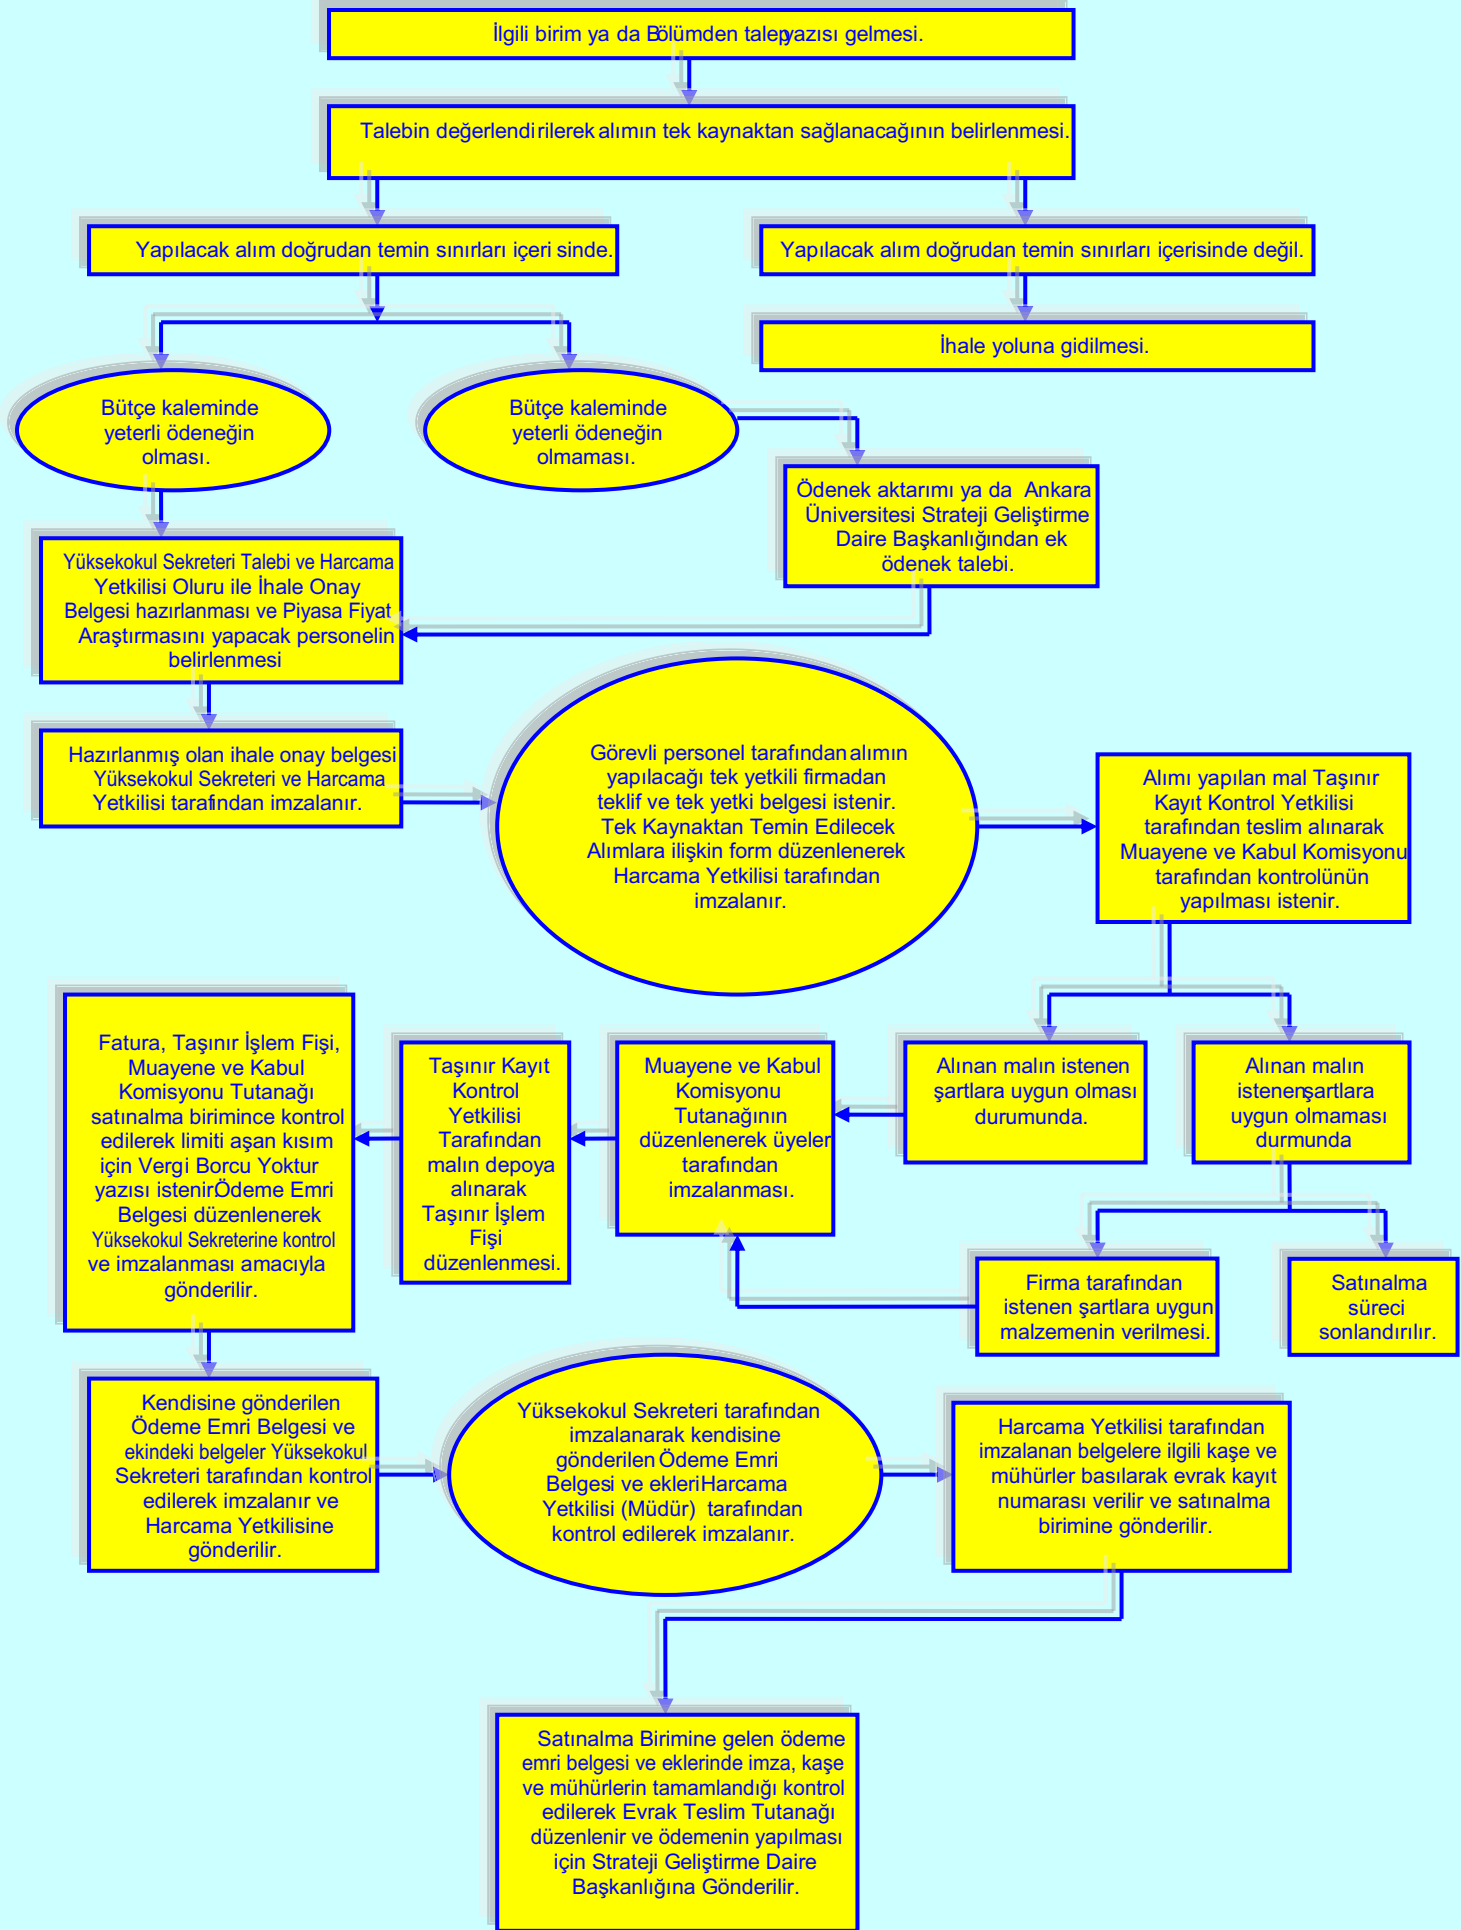 İlgili birim ya da Bölümden talep yazısı gelmesi.
Talebin değerlendirilerek alımın tek kaynaktan sağlanacağının belirlenmesi.
Yapılacak alım doğrudan temin sınırları içerisinde.
Yapılacak alım doğrudan temin sınırları içerisinde değil.
İhale yoluna gidilmesi.
Bütçe kaleminde
yeterli ödeneğin
olması.
Bütçe kaleminde
yeterli ödeneğin
olmaması.
Ödenek aktarımı ya da Ankara
Üniversitesi Strateji Geliştirme
Daire Başkanlığından ek
ödenek talebi.
Yüksekokul Sekreteri Talebi ve Harcama
Yetkilisi Oluru ile İhale Onay
Belgesi hazırlanması ve Piyasa Fiyat
Araştırmasını yapacak personelin
belirlenmesi
Hazırlanmış olan ihale onay belgesi
Yüksekokul Sekreteri ve Harcama
Yetkilisi tarafından imzalanır.
Görevli personel tarafından alımın
yapılacağı tek yetkili firmadan
teklif ve tek yetki belgesi istenir.
Tek Kaynaktan Temin Edilecek
Alımlara ilişkin form düzenlenerek
Harcama Yetkilisi tarafından
imzalanır.
Alımı yapılan mal Taşınır
Kayıt Kontrol Yetkilisi
tarafından teslim alınarak
Muayene ve Kabul Komisyonu
tarafından kontrolünün
yapılması istenir.
Alınan malın istenen
şartlara uygun olması
durumunda.
Alınan malın
istenen şartlara
uygun olmaması
durmunda
Muayene ve Kabul
Komisyonu
Tutanağının
düzenlenerek üyeler
tarafından
imzalanması.
Taşınır Kayıt
Kontrol
Yetkilisi
Tarafından
malın depoya
alınarak
Taşınır İşlem
Fişi
düzenlenmesi.
Fatura, Taşınır İşlem Fişi,
Muayene ve Kabul
Komisyonu Tutanağı
satınalma birimince kontrol
edilerek limiti aşan kısım
için Vergi Borcu Yoktur
yazısı istenir.Ödeme Emri
Belgesi düzenlenerek
Yüksekokul Sekreterine kontrol
ve imzalanması amacıyla
gönderilir.
Firma tarafından
istenen şartlara uygun
malzemenin verilmesi.
Satınalma
süreci
sonlandırılır.
Kendisine gönderilen
Ödeme Emri Belgesi ve
ekindeki belgeler Yüksekokul
Sekreteri tarafından kontrol
edilerek imzalanır ve
Harcama Yetkilisine
gönderilir.
Yüksekokul Sekreteri tarafından
imzalanarak kendisine
gönderilen Ödeme Emri
Belgesi ve ekleri Harcama
Yetkilisi (Müdür) tarafından
kontrol edilerek imzalanır.
Harcama Yetkilisi tarafından
imzalanan belgelere ilgili kaşe ve
mühürler basılarak evrak kayıt
numarası verilir ve satınalma
birimine gönderilir.
Satınalma Birimine gelen ödeme
emri belgesi ve eklerinde imza, kaşe
ve mühürlerin tamamlandığı kontrol
edilerek Evrak Teslim Tutanağı
düzenlenir ve ödemenin yapılması
için Strateji Geliştirme Daire
Başkanlığına Gönderilir.